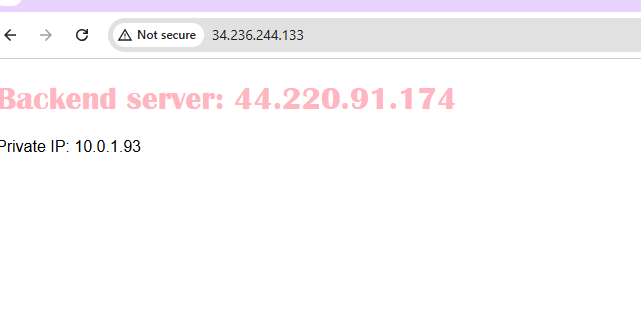 Not secure 34.236.244.133
Backend server: 44.220.91.174
Private IP: 10.0.1.93